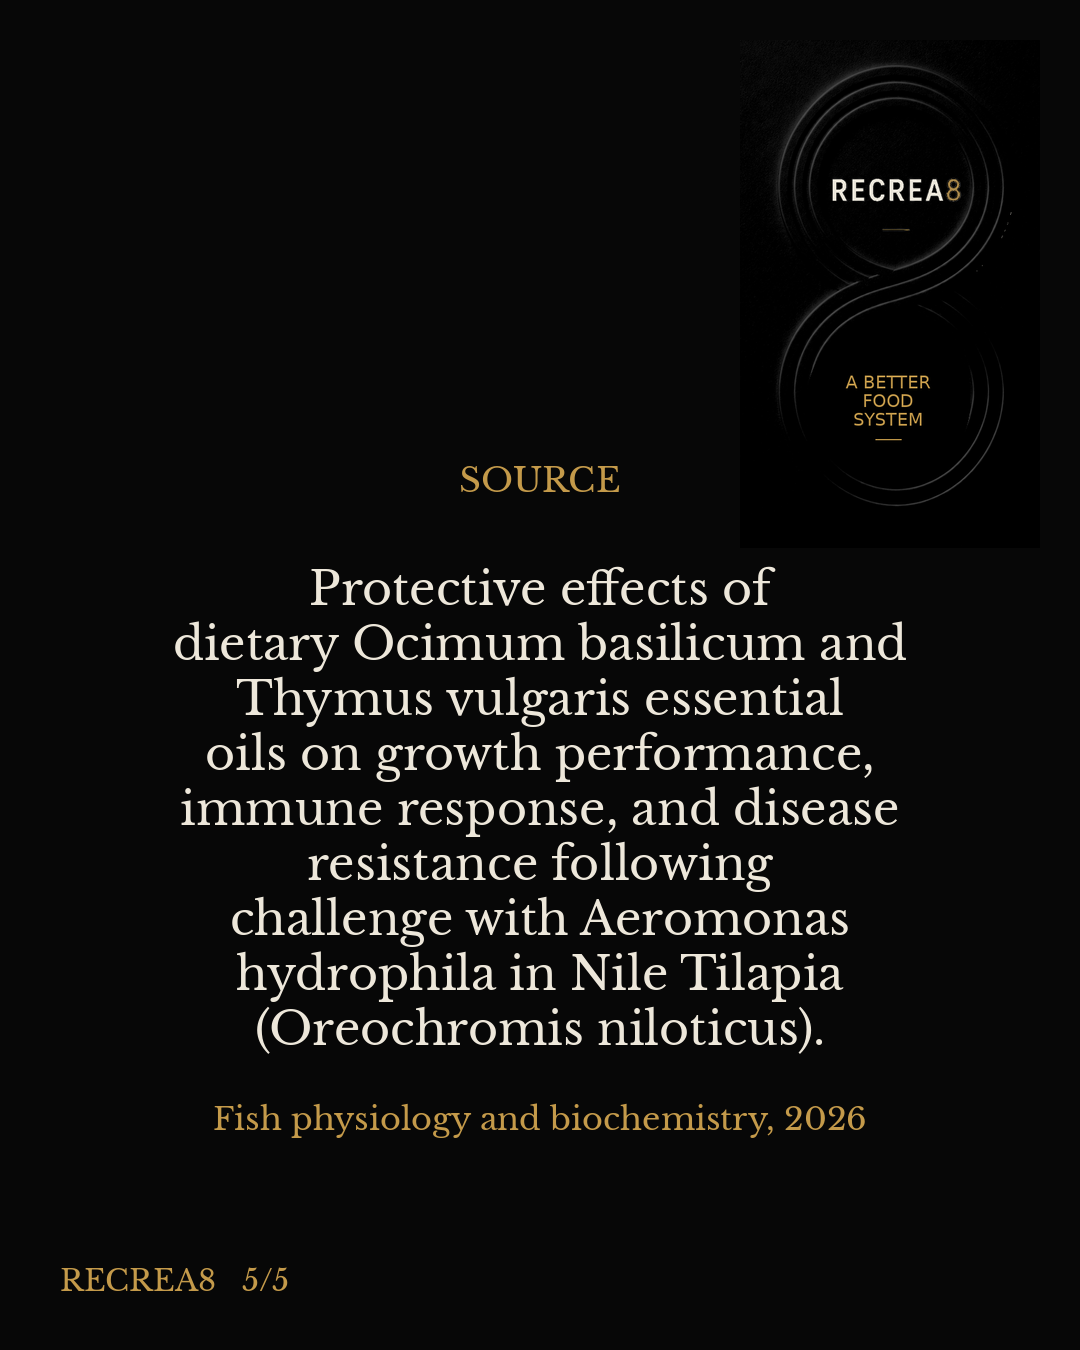 RECREA8
A BETTER
FOOD
SYSTEM
SOURCE
Protective effects of
dietary Ocimum basilicum and
Thymus vulgaris essential
oils on growth performance,
immune response, and disease
resistance following
challenge with Aeromonas
hydrophila in Nile Tilapia
(Oreochromis niloticus).
Fish physiology and biochemistry, 2026
RECREA8 5/5